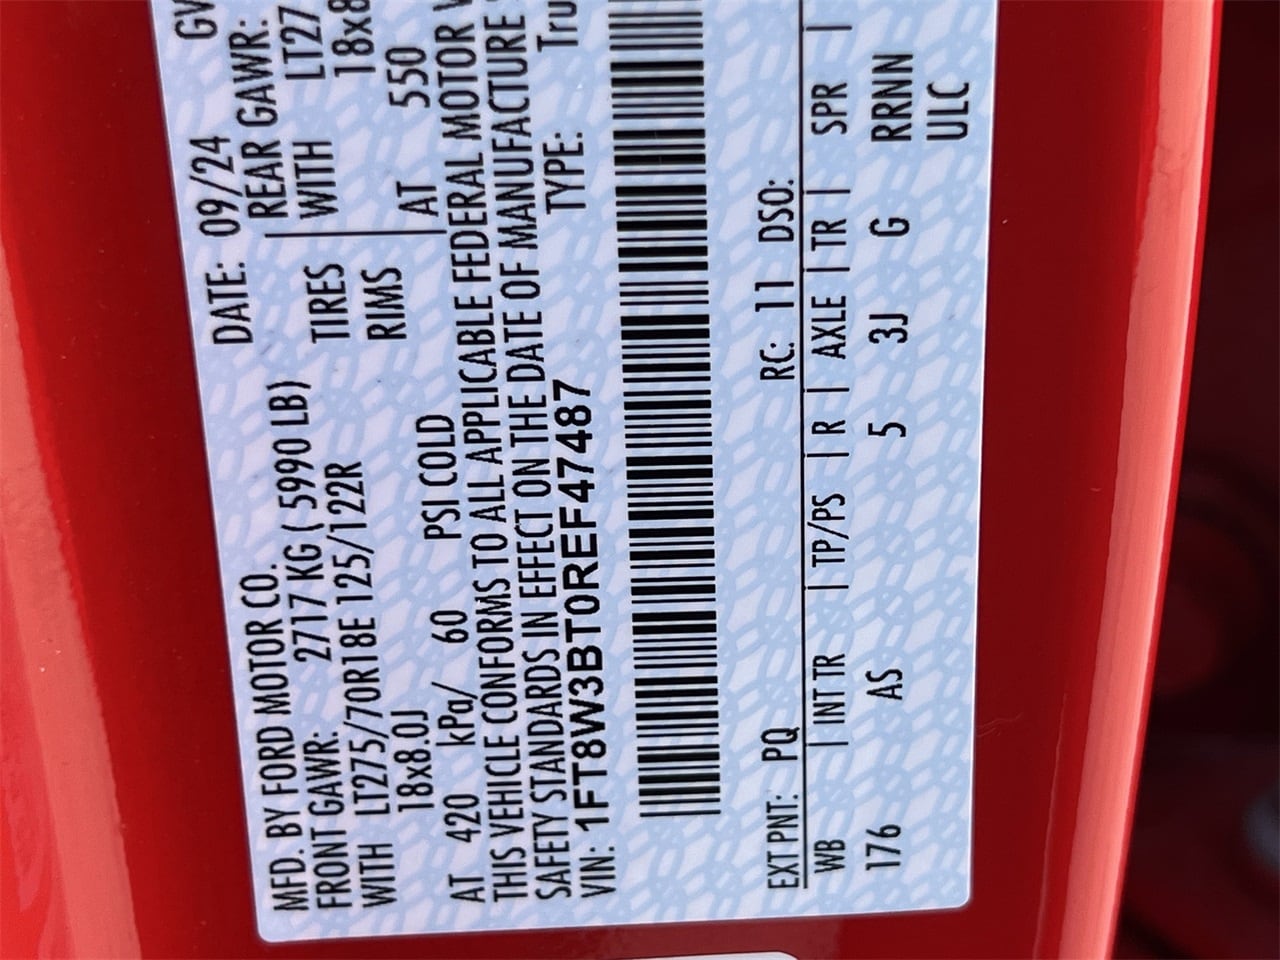 MFD. BY FORD MOTOR CO. DATE: 09/24 GV
FRONT GAWR: 2717 KG ( 5990 LB) REAR GAWR:
WITH LT275/70R18E 125/122R TIRES WITH LT27
18x8.0J RIMS 18x8
AT 420 kPa/ 60 PSI COLD AT 550
THIS VEHICLE CONFORMS TO ALL APPLICABLE FEDERAL MOTOR
SAFETY STANDARDS IN EFFECT ON THE DATE OF MANUFACTURE
VIN: 1FT8W3BT0REF47487 TYPE: Tru
EXT PNT: PQ RC: 11 DSO:
WB | INT TR | TP/PS | R | AXLE | TR | SPR |
176 AS 5 3J G RRNN
ULC